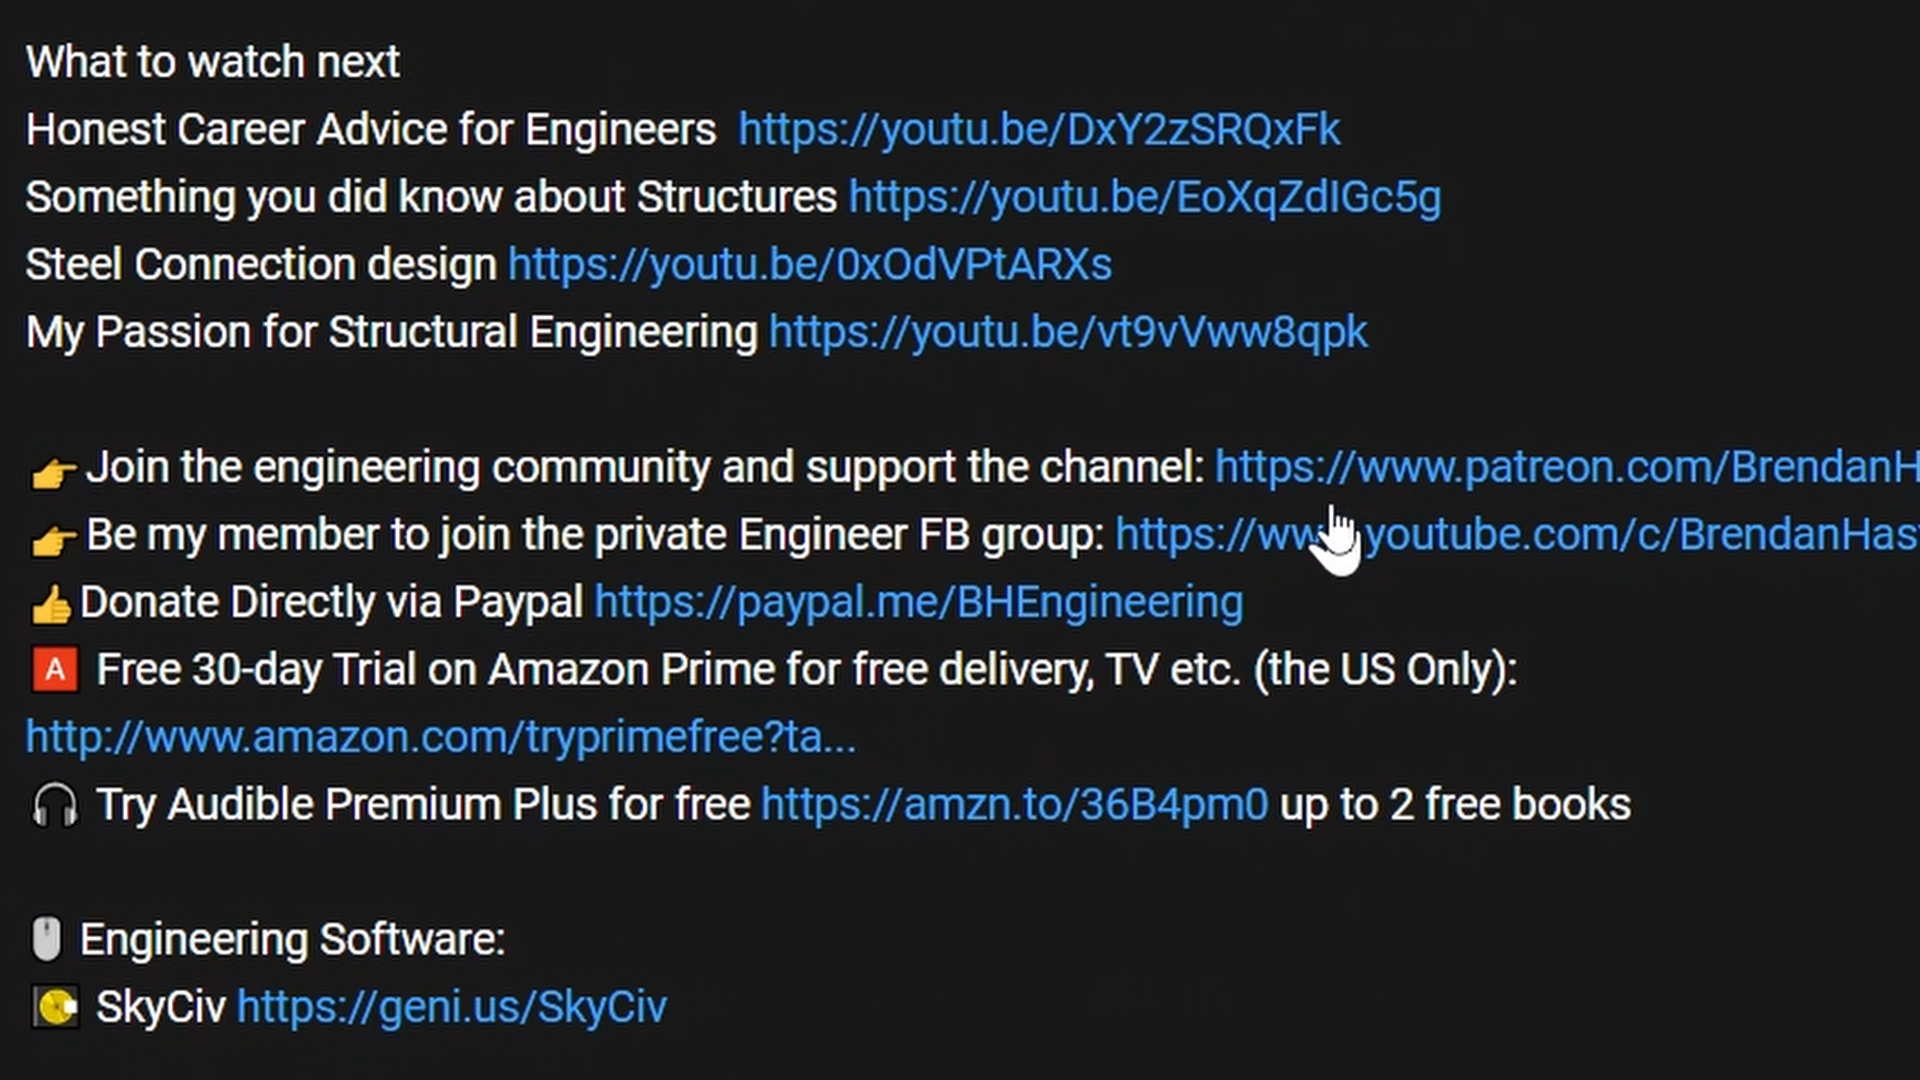 What to watch next
Honest Career Advice for Engineers https://youtu.be/DxY2zSRQxFk
Something you did know about Structures https://youtu.be/EoXqZdIGc5g
Steel Connection design https://youtu.be/0xOdVPtARXs
My Passion for Structural Engineering https://youtu.be/vt9vVww8qpk
👉Join the engineering community and support the channel: https://www.patreon.com/BrendanH
👉Be my member to join the private Engineer FB group: https://www.youtube.com/c/BrendanHast
👍Donate Directly via Paypal https://paypal.me/BHEngineering
🅰 Free 30-day Trial on Amazon Prime for free delivery, TV etc. (the US Only):
http://www.amazon.com/tryprimefree?ta...
🎧 Try Audible Premium Plus for free https://amzn.to/36B4pm0 up to 2 free books
🖱 Engineering Software:
💽 SkyCiv https://geni.us/SkyCiv